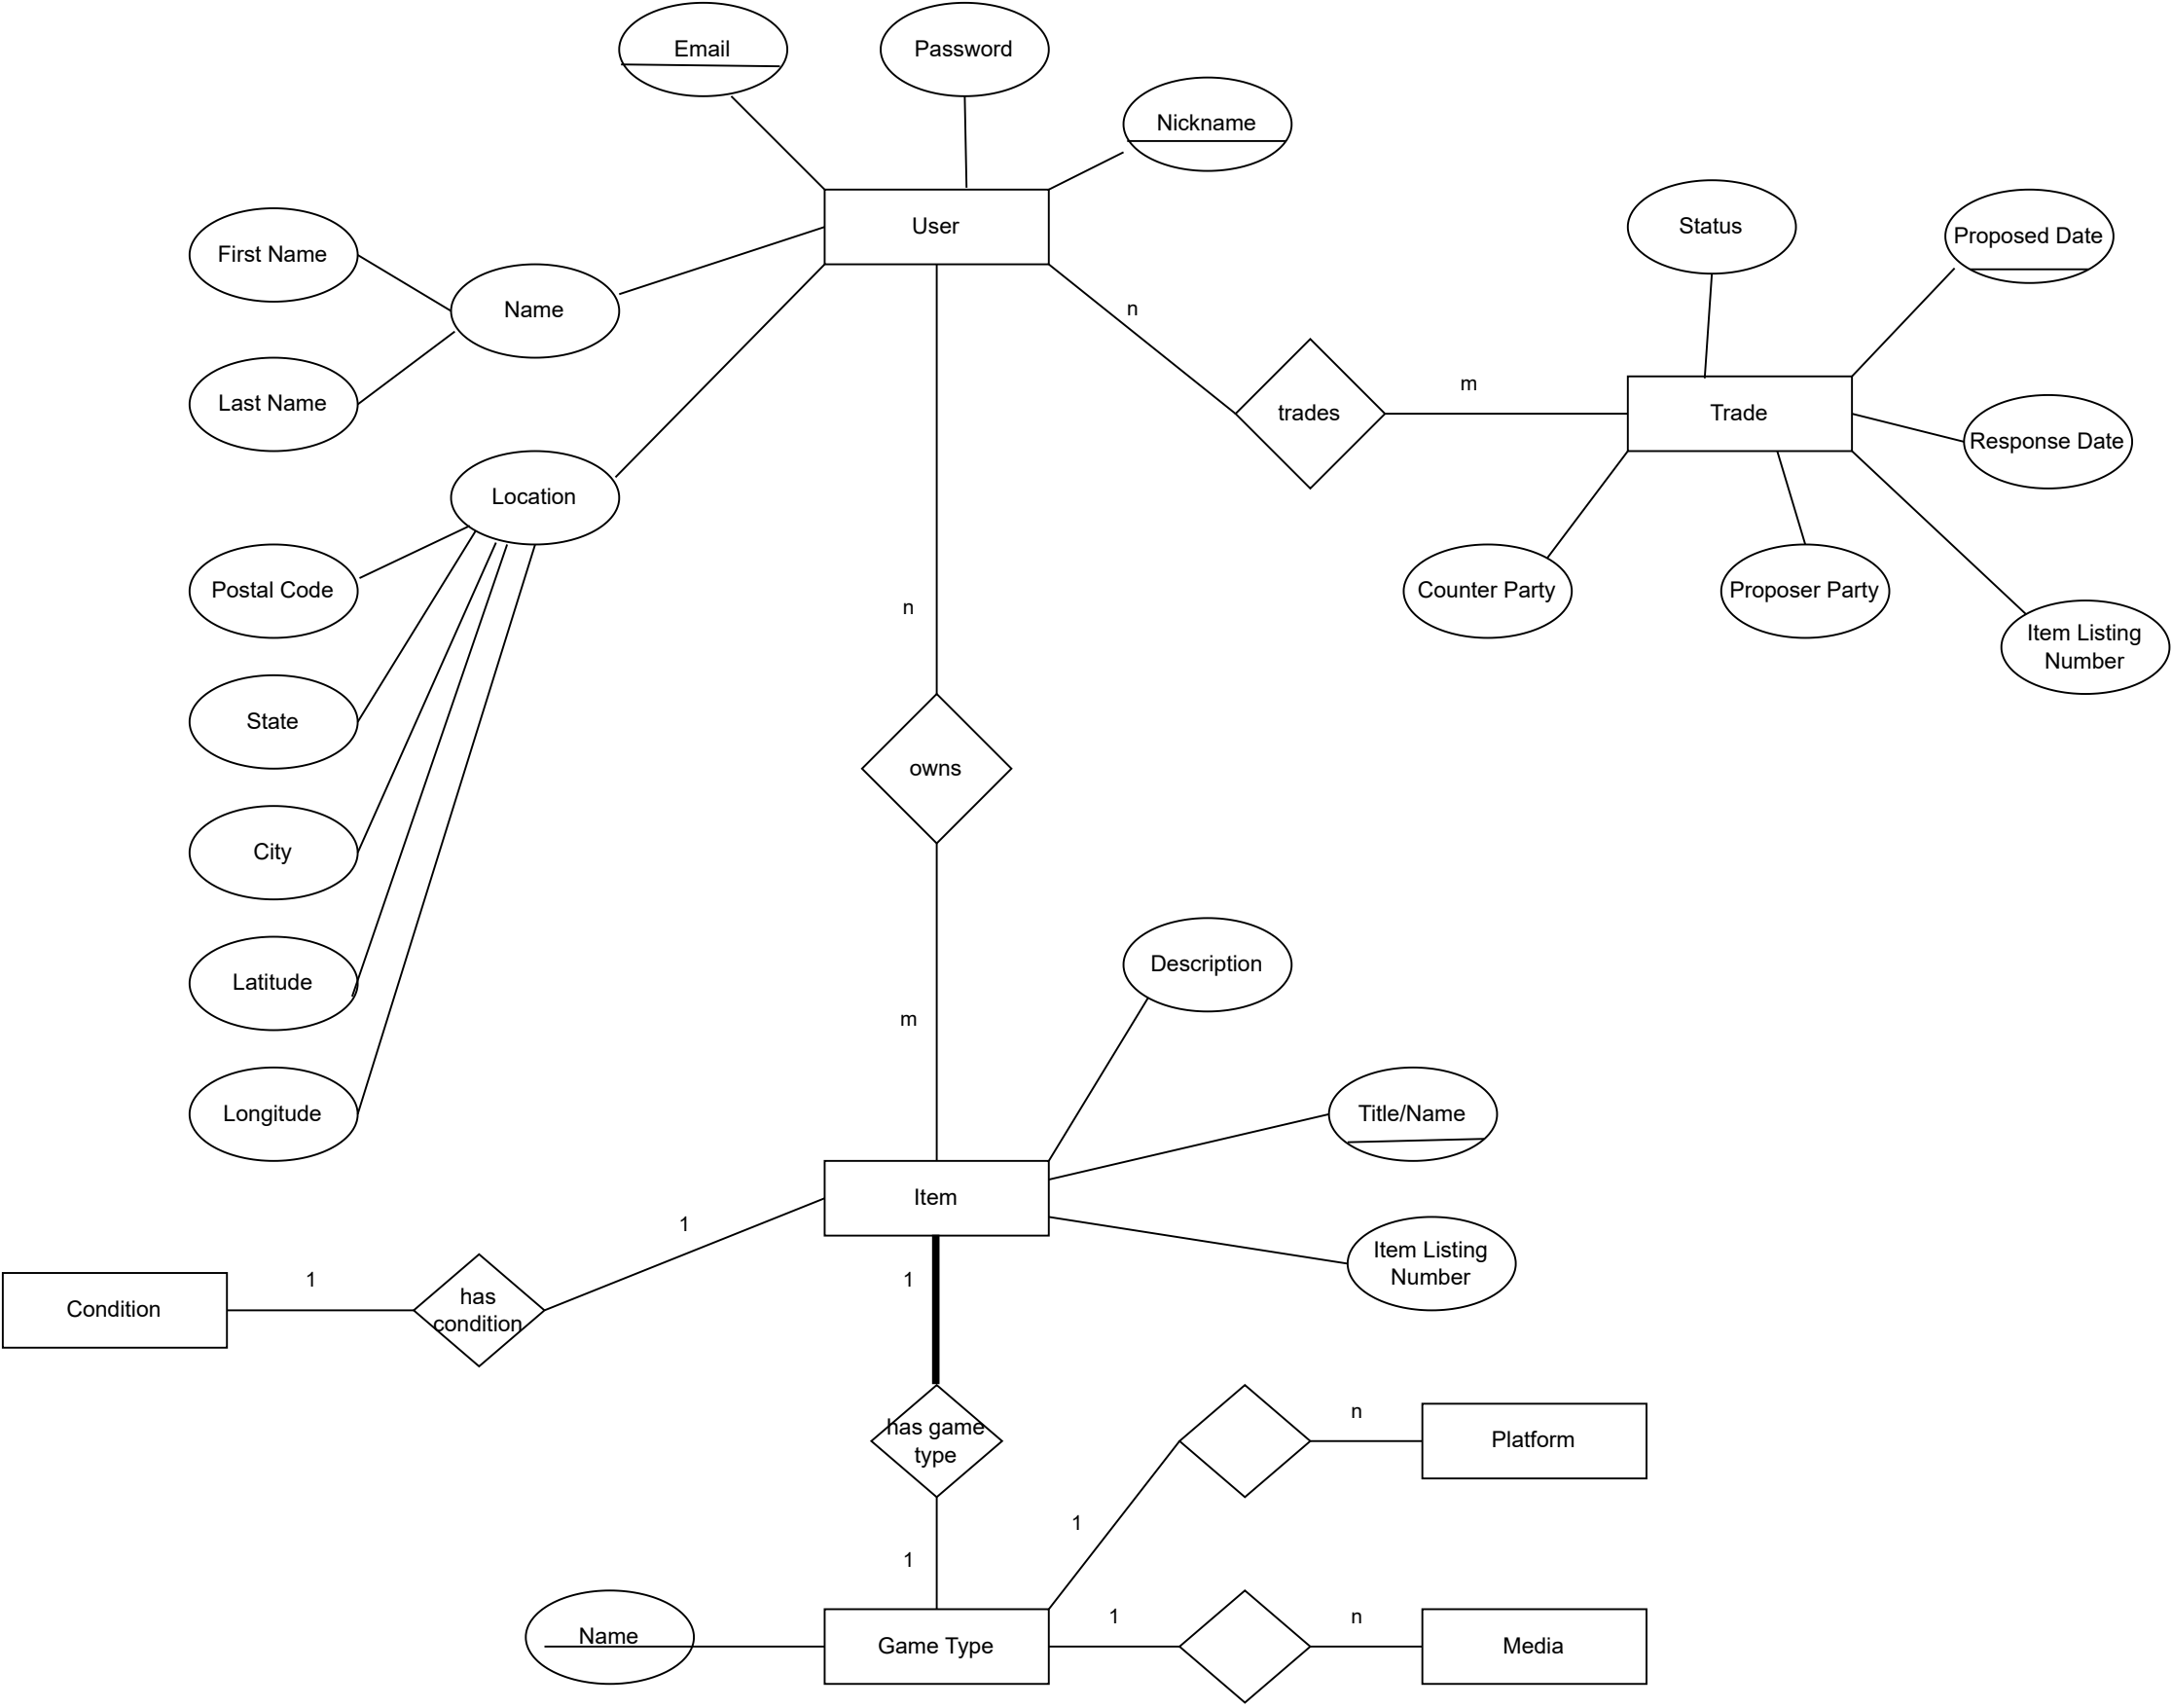 Email
Password
Nickname
User
First Name
Name
Last Name
Status
Proposed Date
n
m
trades
Trade
Response Date
Location
Postal Code
Counter Party
Proposer Party
Item Listing
Number
n
State
owns
City
Description
Latitude
m
Longitude
Title/Name
Item
1
Item Listing
Number
1
1
Condition
has
condition
n
has game
type
Platform
1
1
Name
Game Type
1
n
Media